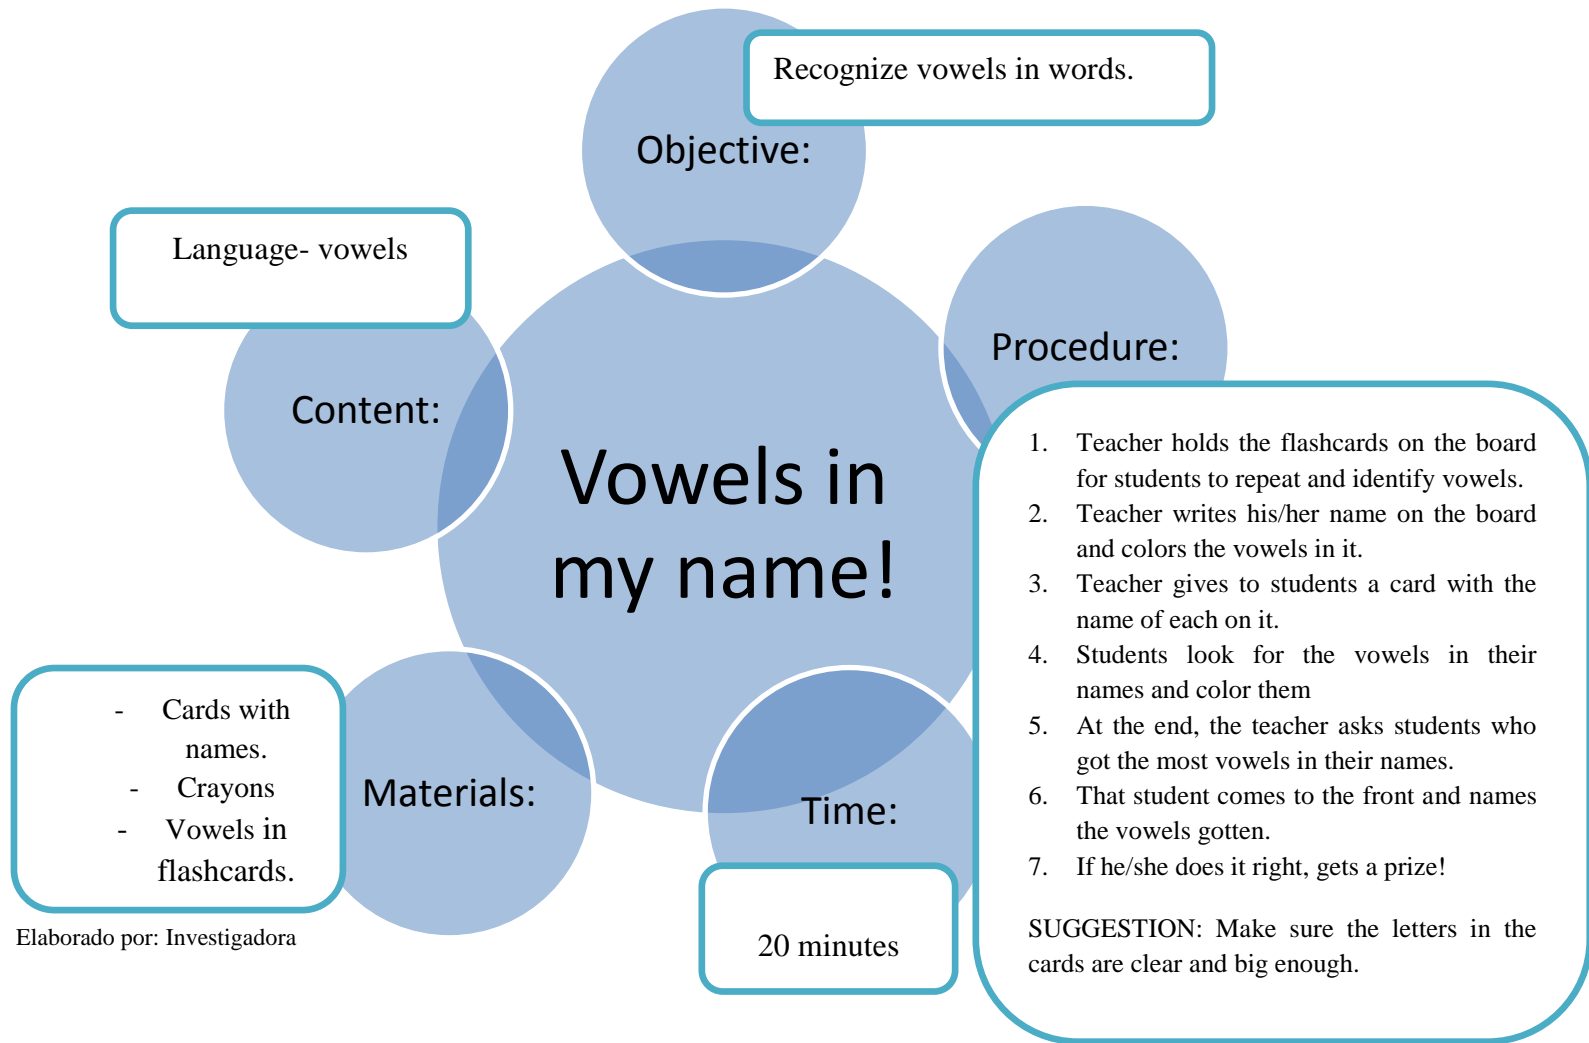 Objective:
Recognize vowels in words.
Content:
Language- vowels
Vowels in
my name!
Procedure:
1. Teacher holds the flashcards on the board
for students to repeat and identify vowels.
2. Teacher writes his/her name on the board
and colors the vowels in it.
3. Teacher gives to students a card with the
name of each on it.
4. Students look for the vowels in their
names and color them
5. At the end, the teacher asks students who
got the most vowels in their names.
6. That student comes to the front and names
the vowels gotten.
7. If he/she does it right, gets a prize!
SUGGESTION: Make sure the letters in the
cards are clear and big enough.
Materials:
- Cards with
names.
- Crayons
- Vowels in
flashcards.
Time:
20 minutes
Elaborado por: Investigadora